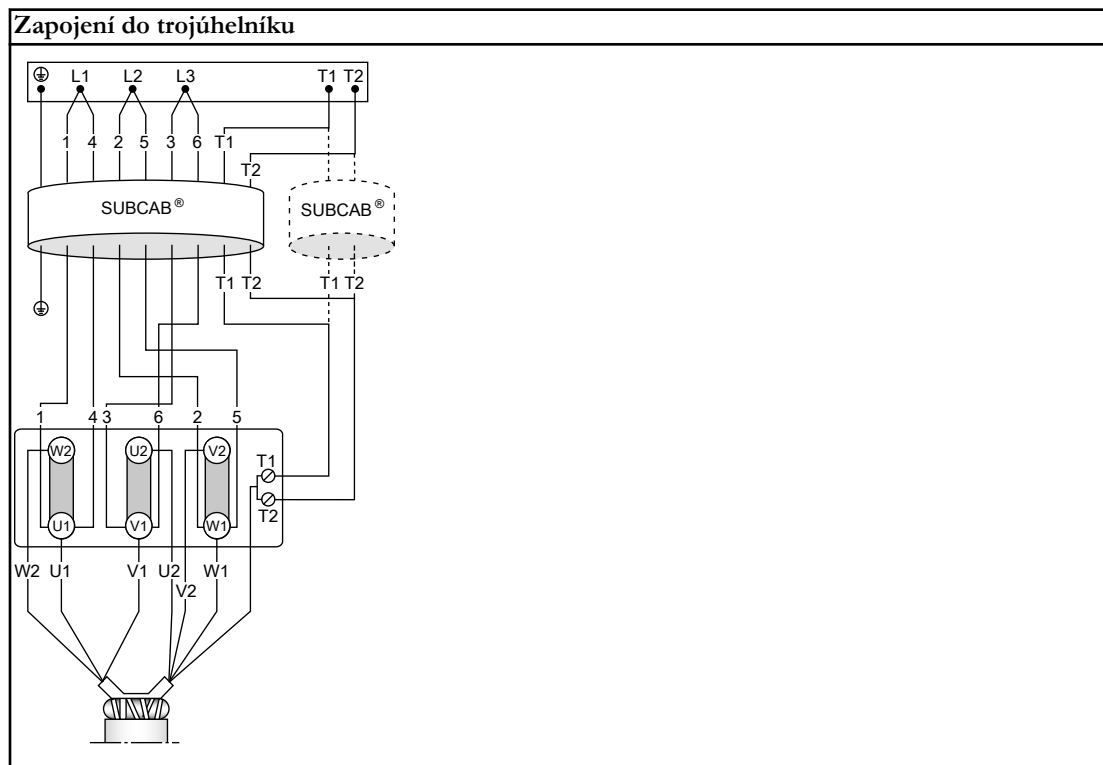 Zapojení do trojúhelníku
L1 L2 L3 T1 T2
1 4 2 5 3 6 T1
T2
SUBCAB® SUBCAB®
T1 T2 T1 T2
1 4 3 6 2 5
W2 U2 V2
T1
U1 V1 W1
T2
W2 U1 V1 U2 W1
V2